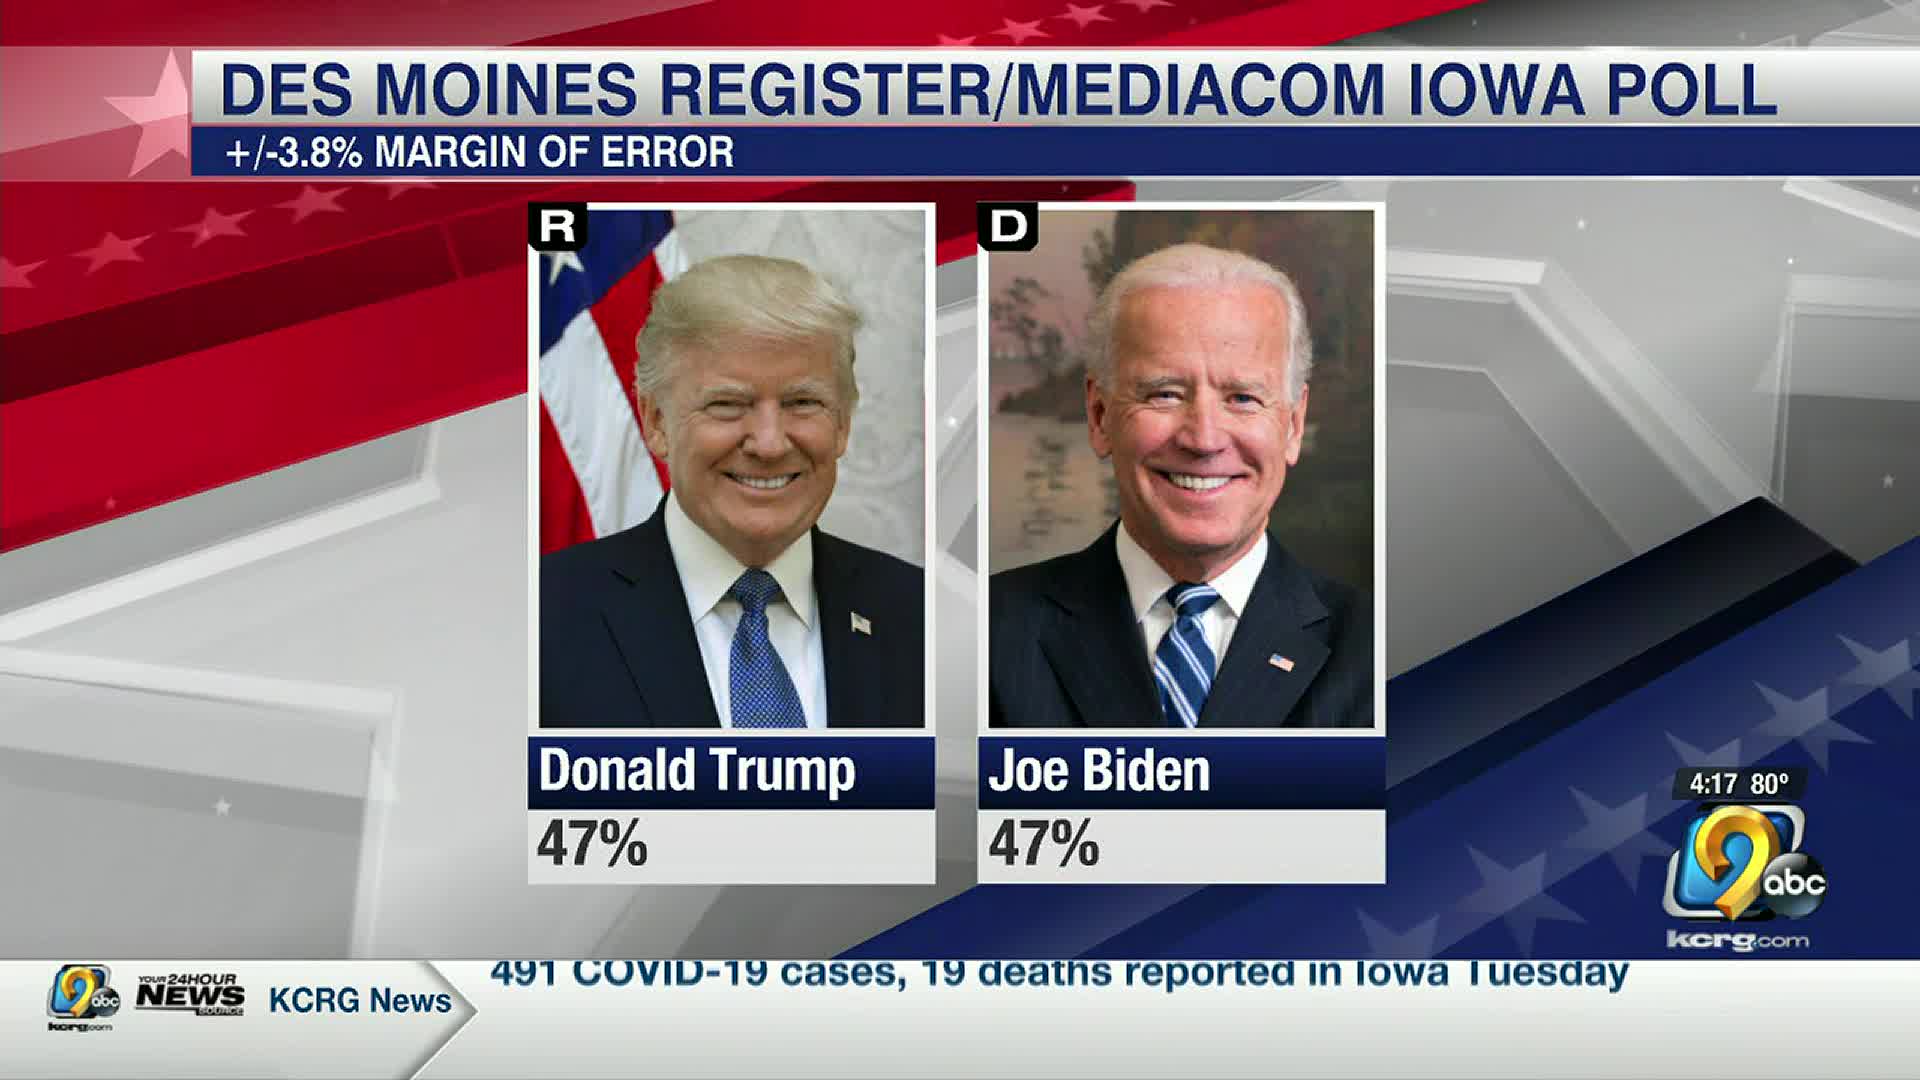 DES MOINES REGISTER/MEDIACOM IOWA POLL
+/-3.8% MARGIN OF ERROR
R
D
Donald Trump
Joe Biden
47%
47%
4:17 80°
9
abc
kcrg.com
9
abc
kcrg.com
YOUR 24HOUR
NEWS
SOURCE
KCRG News
491 COVID-19 cases, 19 deaths reported in Iowa Tuesday